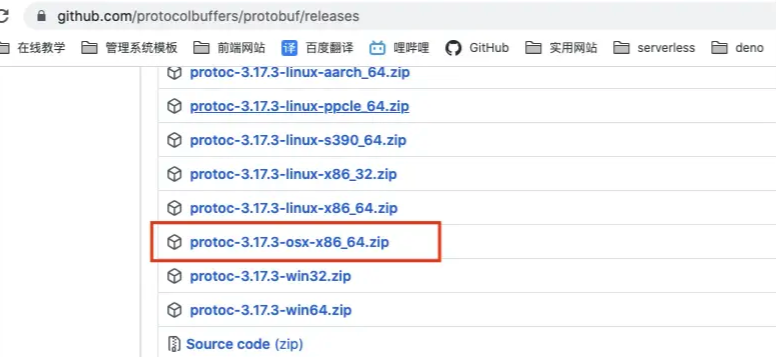 github.com/protocolbuffers/protobuf/releases
在线教学 管理系统模板 前端网站 译 百度翻译 哔哩哔 GitHub 实用网站 serverless deno
protoc-3.17.3-linux-aarch_64.zip
protoc-3.17.3-linux-ppcle_64.zip
protoc-3.17.3-linux-s390_64.zip
protoc-3.17.3-linux-x86_32.zip
protoc-3.17.3-linux-x86_64.zip
protoc-3.17.3-osx-x86_64.zip
protoc-3.17.3-win32.zip
protoc-3.17.3-win64.zip
Source code (zip)